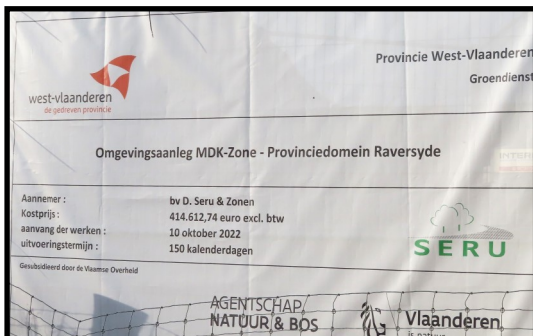 Provincie West-Vlaanderen
Groendienst
west-vlaanderen
de gedreven provincie
Omgevingsaanleg MDK-Zone - Provinciedomein Raversyde
Aannemer : bv D. Seru & Zonen
Kostprijs : 414.612,74 euro excl. btw
aanvang der werken : 10 oktober 2022
uitvoeringstermijn : 150 kalenderdagen
SERU
Gesubsidieerd door de Vlaamse Overheid
AGENTSCHAP
NATUUR & BOS
Vlaanderen
is natuur